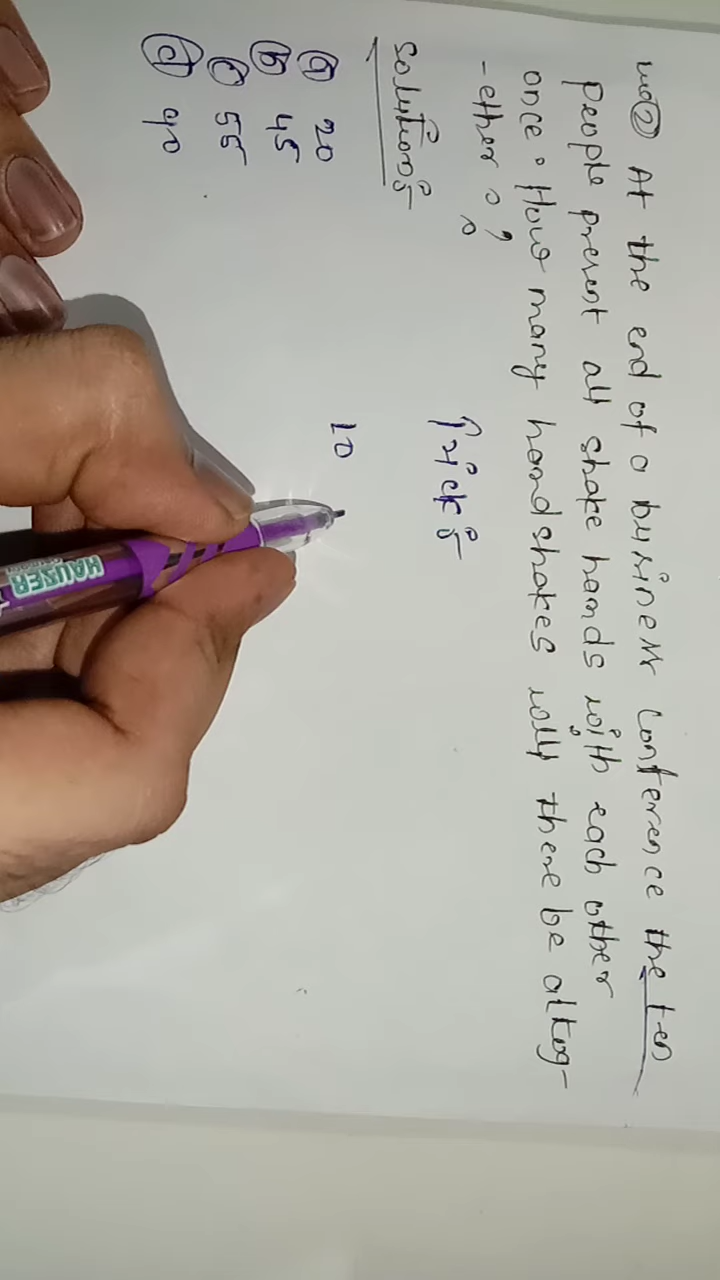 ② At the end of a business conference the ten
people present all shake hands with each other
once. How many handshakes will there be altog-
-ether ?
Solution:
Trick:
(a) 20
(b) 45
(c) 55
(d) 90
10
HAUSER